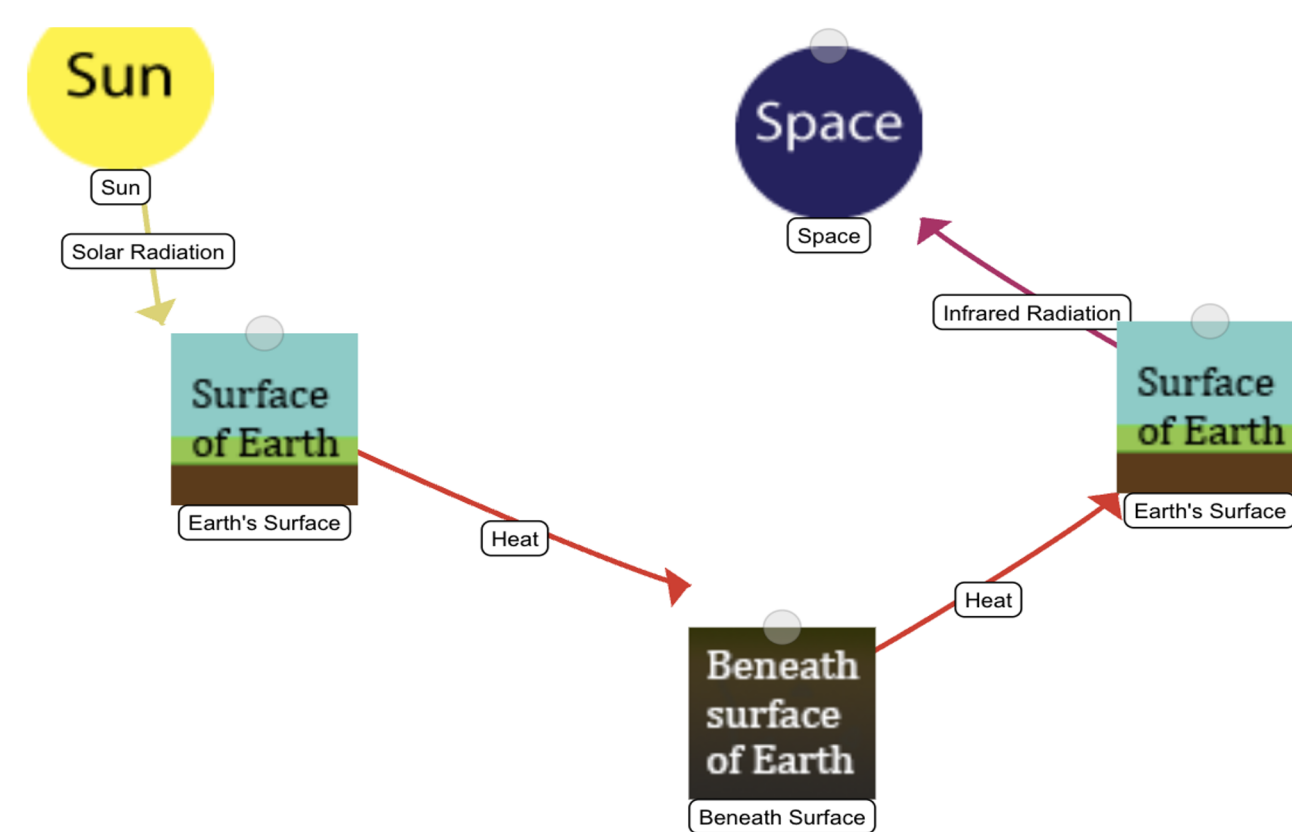 Sun
Sun
Solar Radiation
Surface
of Earth
Earth's Surface
Heat
Beneath
surface
of Earth
Beneath Surface
Heat
Surface
of Earth
Earth's Surface
Infrared Radiation
Space
Space